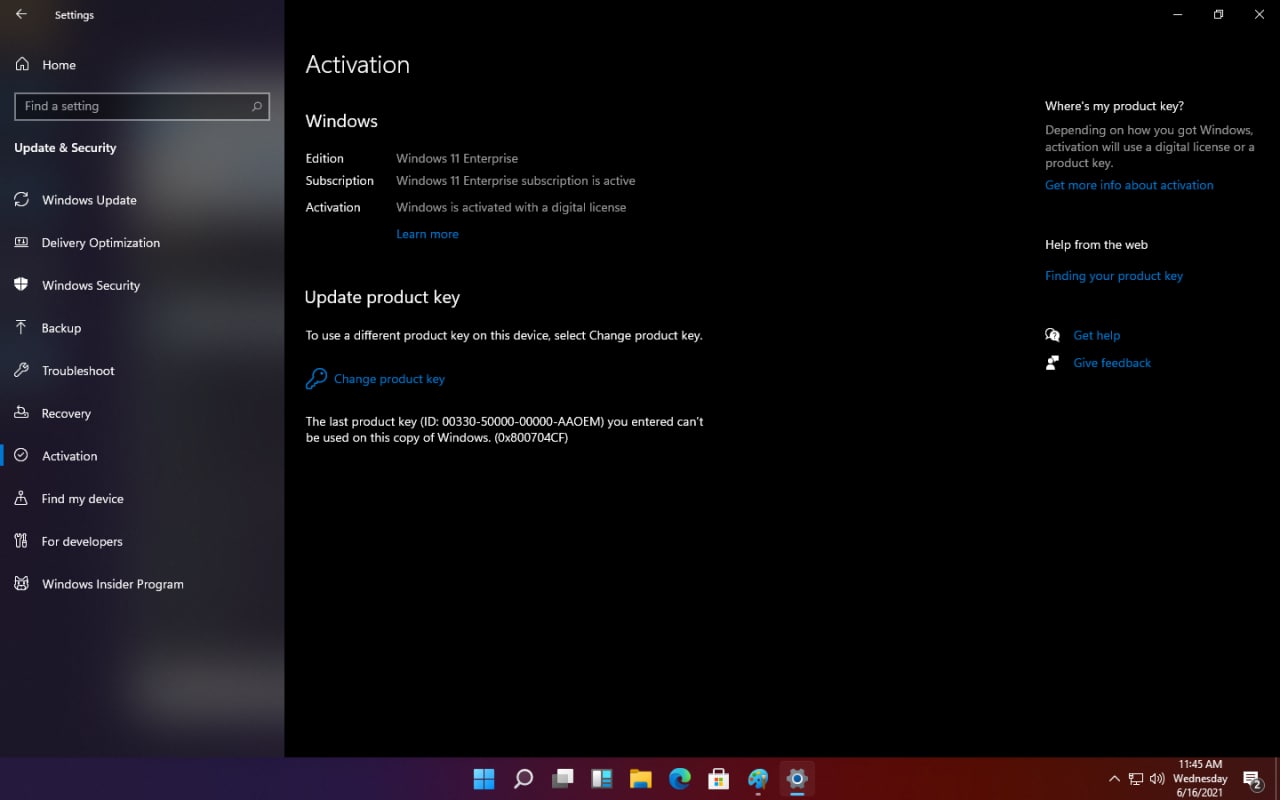 Settings
Home
Find a setting
Update & Security
Windows Update
Delivery Optimization
Windows Security
Backup
Troubleshoot
Recovery
Activation
Find my device
For developers
Windows Insider Program
Activation
Windows
Edition Windows 11 Enterprise
Subscription Windows 11 Enterprise subscription is active
Activation Windows is activated with a digital license
Learn more
Update product key
To use a different product key on this device, select Change product key.
Change product key
The last product key (ID: 00330-50000-00000-AAOEM) you entered can't
be used on this copy of Windows. (0x800704CF)
Where's my product key?
Depending on how you got Windows,
activation will use a digital license or a
product key.
Get more info about activation
Help from the web
Finding your product key
Get help
Give feedback
11:45 AM
Wednesday
6/16/2021
2